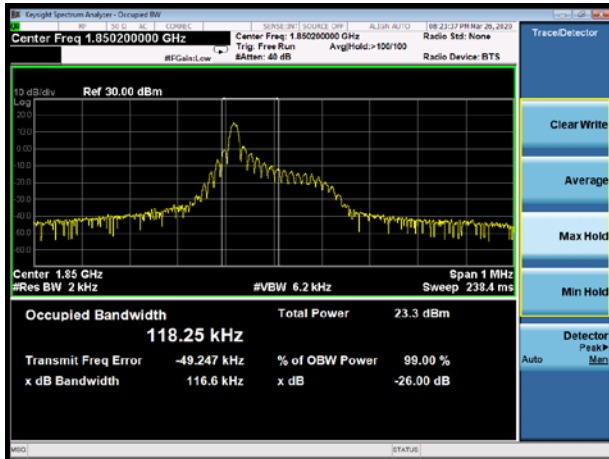 Keysight Spectrum Analyzer - Occupied BW
RF 50 Ω AC CORREC SENSE:INT SOURCE OFF ALIGN AUTO 08:23:37 PM Mar 26, 2020
Center Freq 1.850200000 GHz
Center Freq: 1.850200000 GHz
Radio Std: None
Trig: Free Run Avg|Hold:>100/100
#IFGain:Low
#Atten: 40 dB
Radio Device: BTS
Trace/Detector
10 dB/div Ref 30.00 dBm
Log
20.0
10.0
0.00
-10.0
-20.0
-30.0
-40.0
-50.0
-60.0
Clear Write
Average
Max Hold
Min Hold
Detector
Peak▶
Auto Man
Center 1.85 GHz Span 1 MHz
#Res BW 2 kHz #VBW 6.2 kHz Sweep 238.4 ms
Occupied Bandwidth Total Power 23.3 dBm
118.25 kHz
Transmit Freq Error -49.247 kHz % of OBW Power 99.00 %
x dB Bandwidth 116.6 kHz x dB -26.00 dB
MSG STATUS